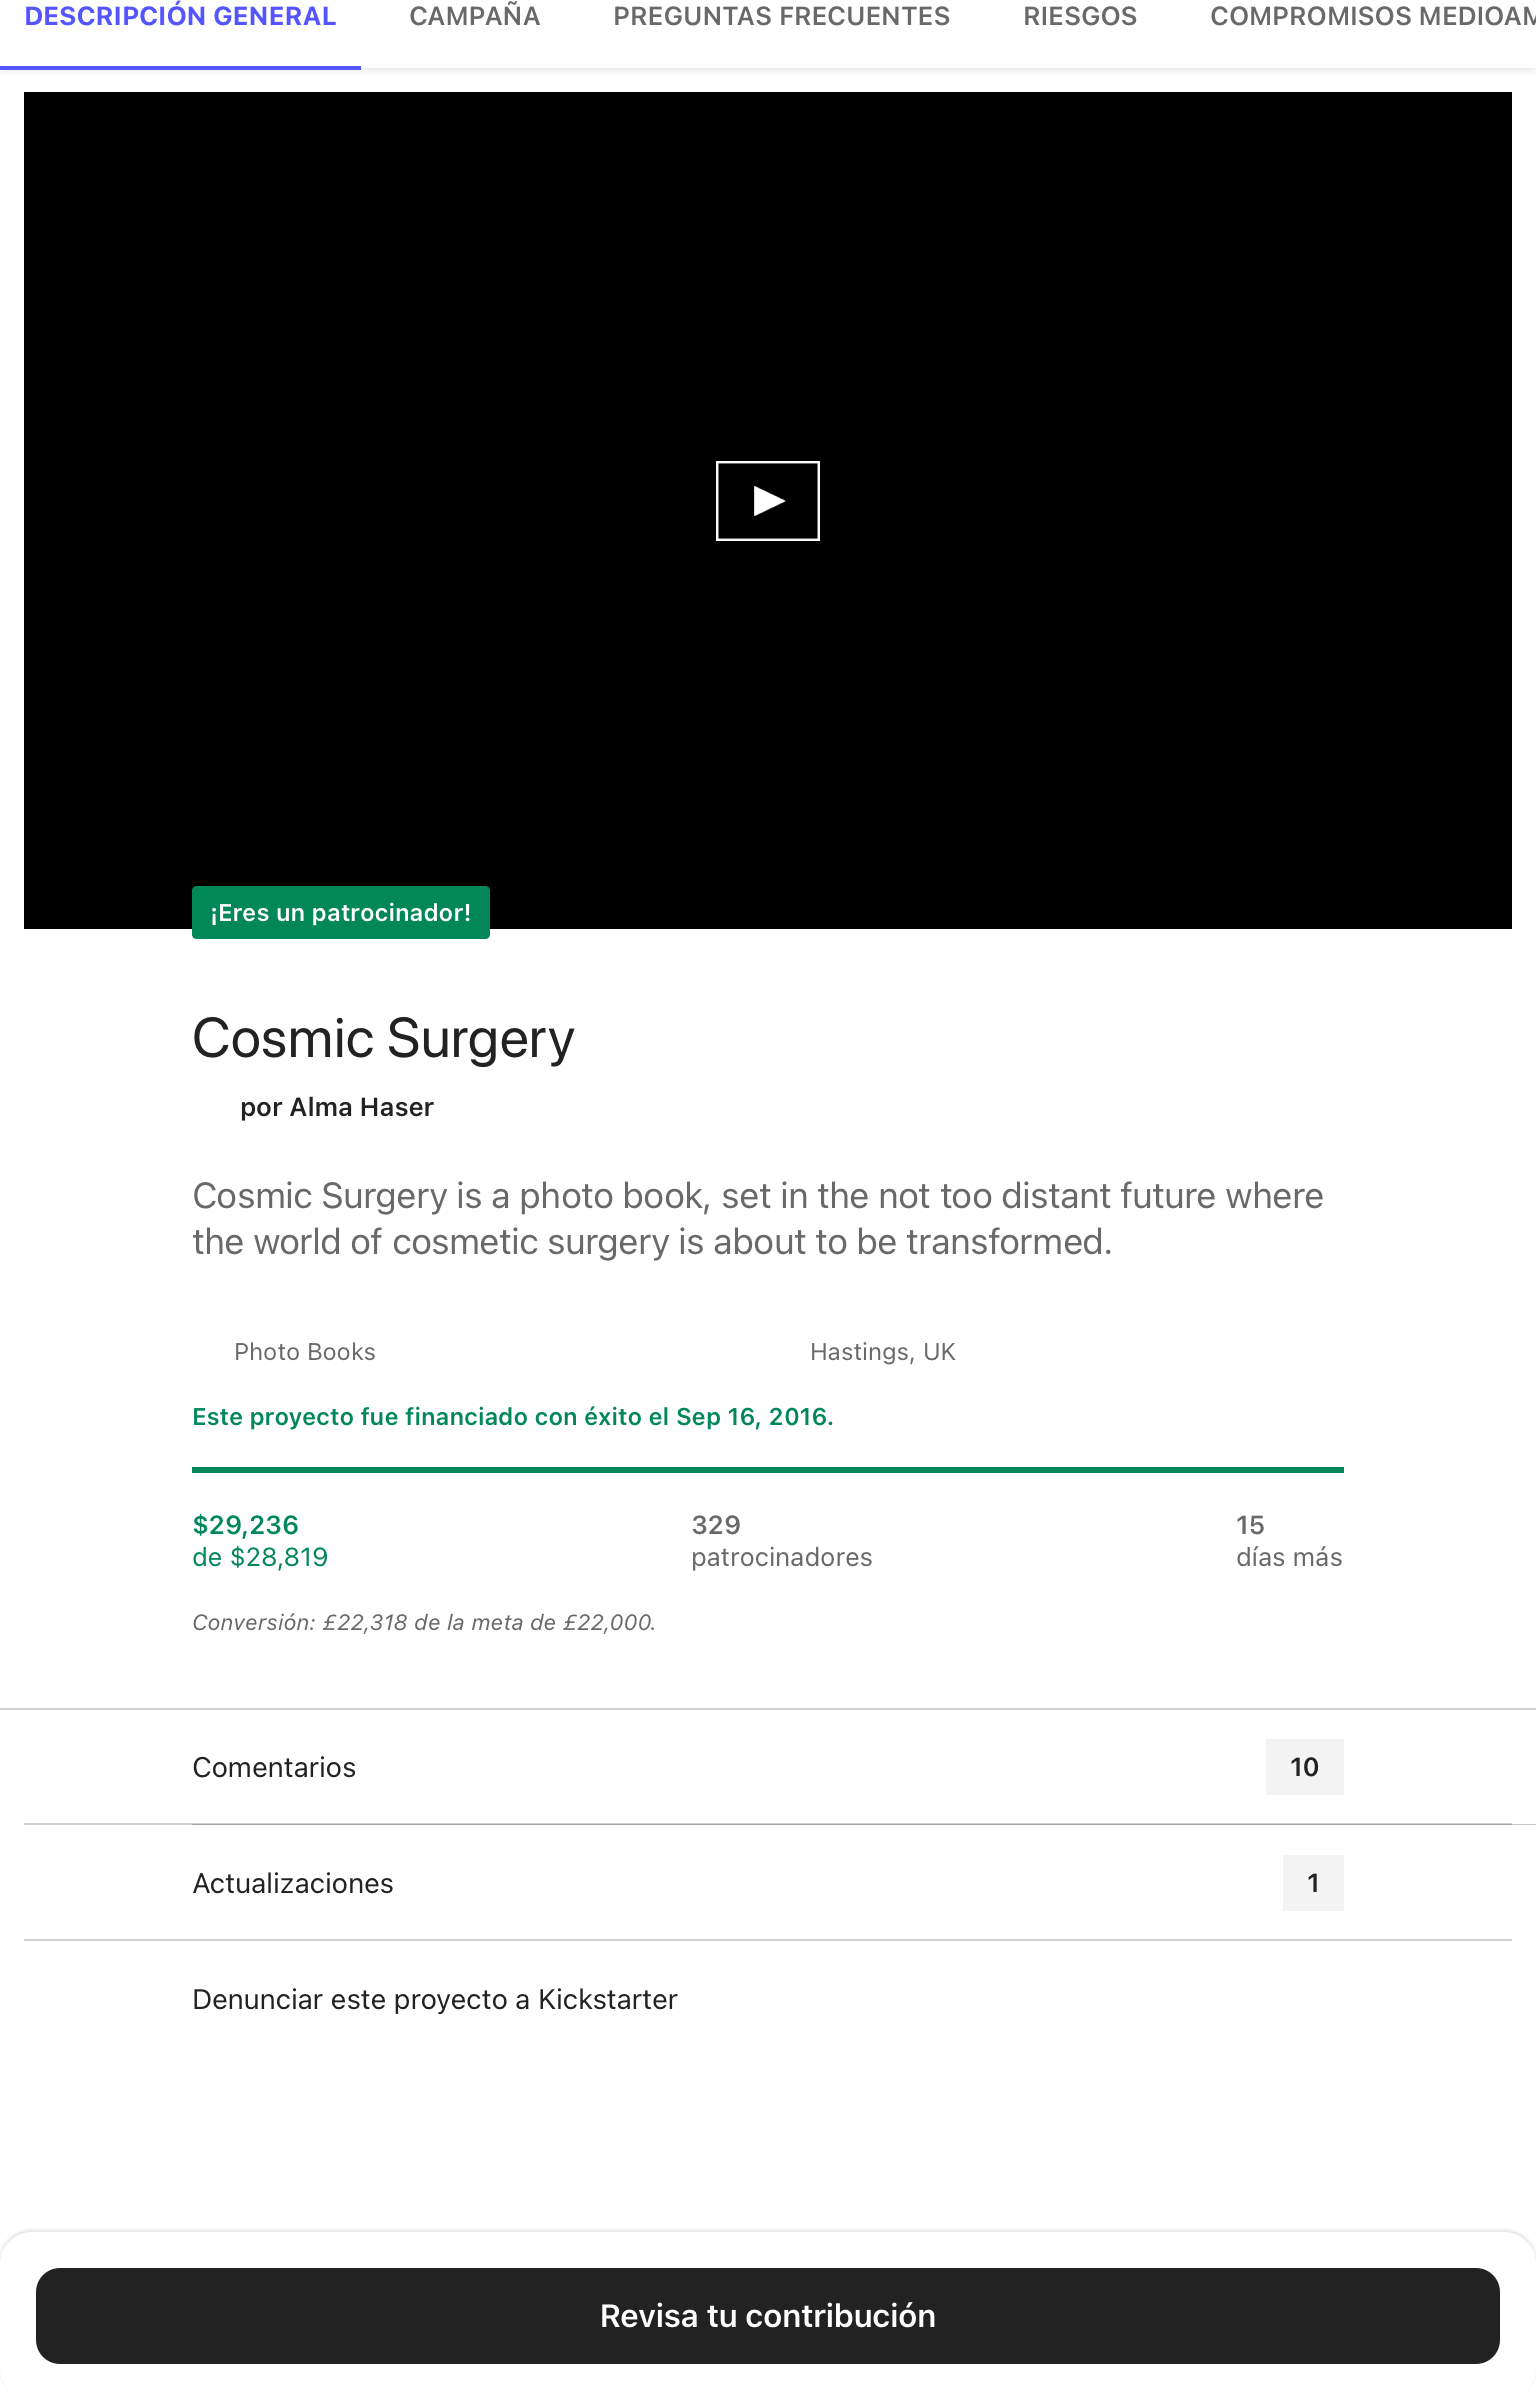 DESCRIPCIÓN GENERAL
CAMPAÑA
PREGUNTAS FRECUENTES
RIESGOS
COMPROMISOS
¡Eres un patrocinador!
Cosmic Surgery
por Alma Haser
Cosmic Surgery is a photo book, set in the not too distant future where
the world of cosmetic surgery is about to be transformed.
Photo Books
Hastings, UK
Este proyecto fue financiado con éxito el Sep 16, 2016.
$29,236
de $28,819
329
patrocinadores
15
días más
Conversión: £22,318 de la meta de £22,000.
Comentarios
10
Actualizaciones
1
Denunciar este proyecto a Kickstarter
Revisa tu contribución